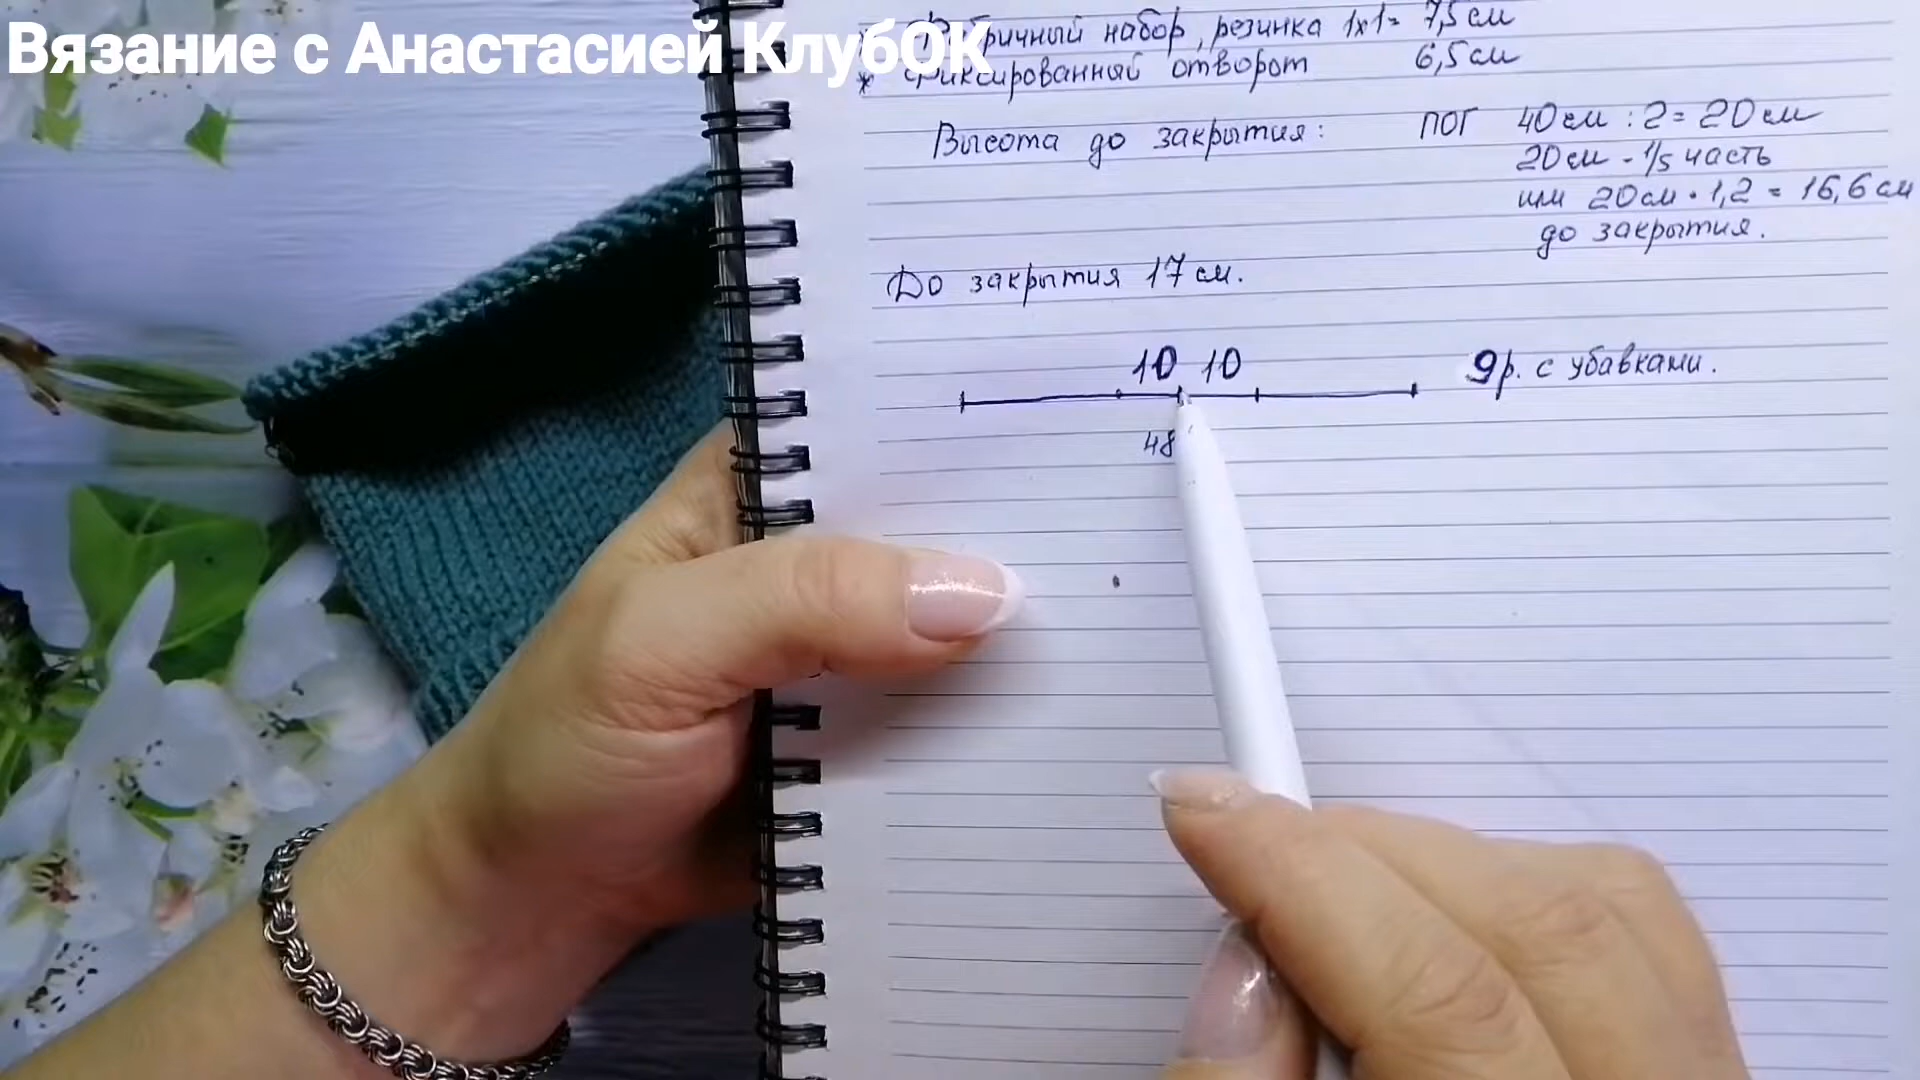 Вязание с Анастасией КлубОК
набор, резинка 1х1= 7,5 см
* Фиксированный отворот 6,5 см
Высота до закрытия: ПОГ 40 см : 2 = 20 см
20 см - 1/5 часть
или 20 см • 1,2 = 16,6 см
до закрытия.
До закрытия 17 см.
10 10 9 р. с убавками.
48